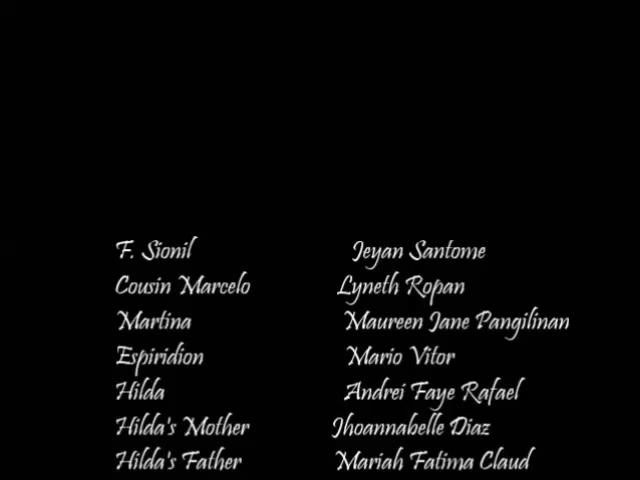 F. Sionil Jeyan Santome
Cousin Marcelo Lyneth Ropan
Martina Maureen Jane Pangilinan
Espiridion Mario Vitor
Hilda Andrei Faye Rafael
Hilda's Mother Jhoannabelle Diaz
Hilda's Father Mariah Fatima Claud